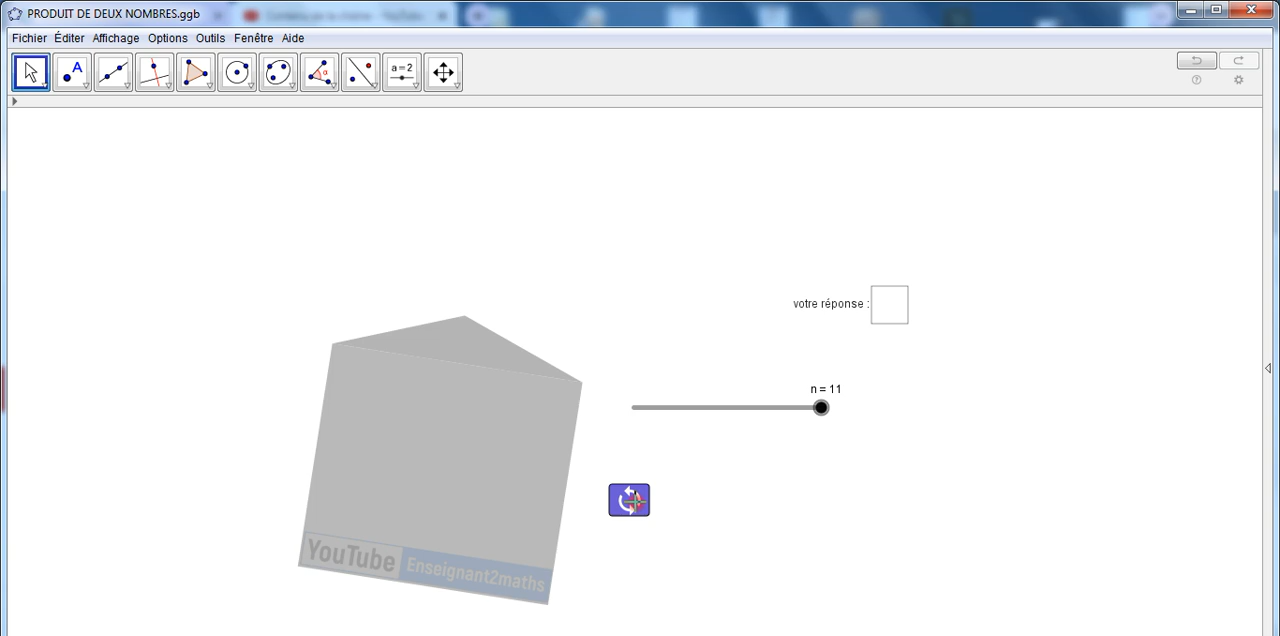 PRODUIT DE DEUX NOMBRES.ggb
Fichier Éditer Affichage Options Outils Fenêtre Aide
A
α
a=2
votre réponse :
n = 11
YouTube Enseignant2maths